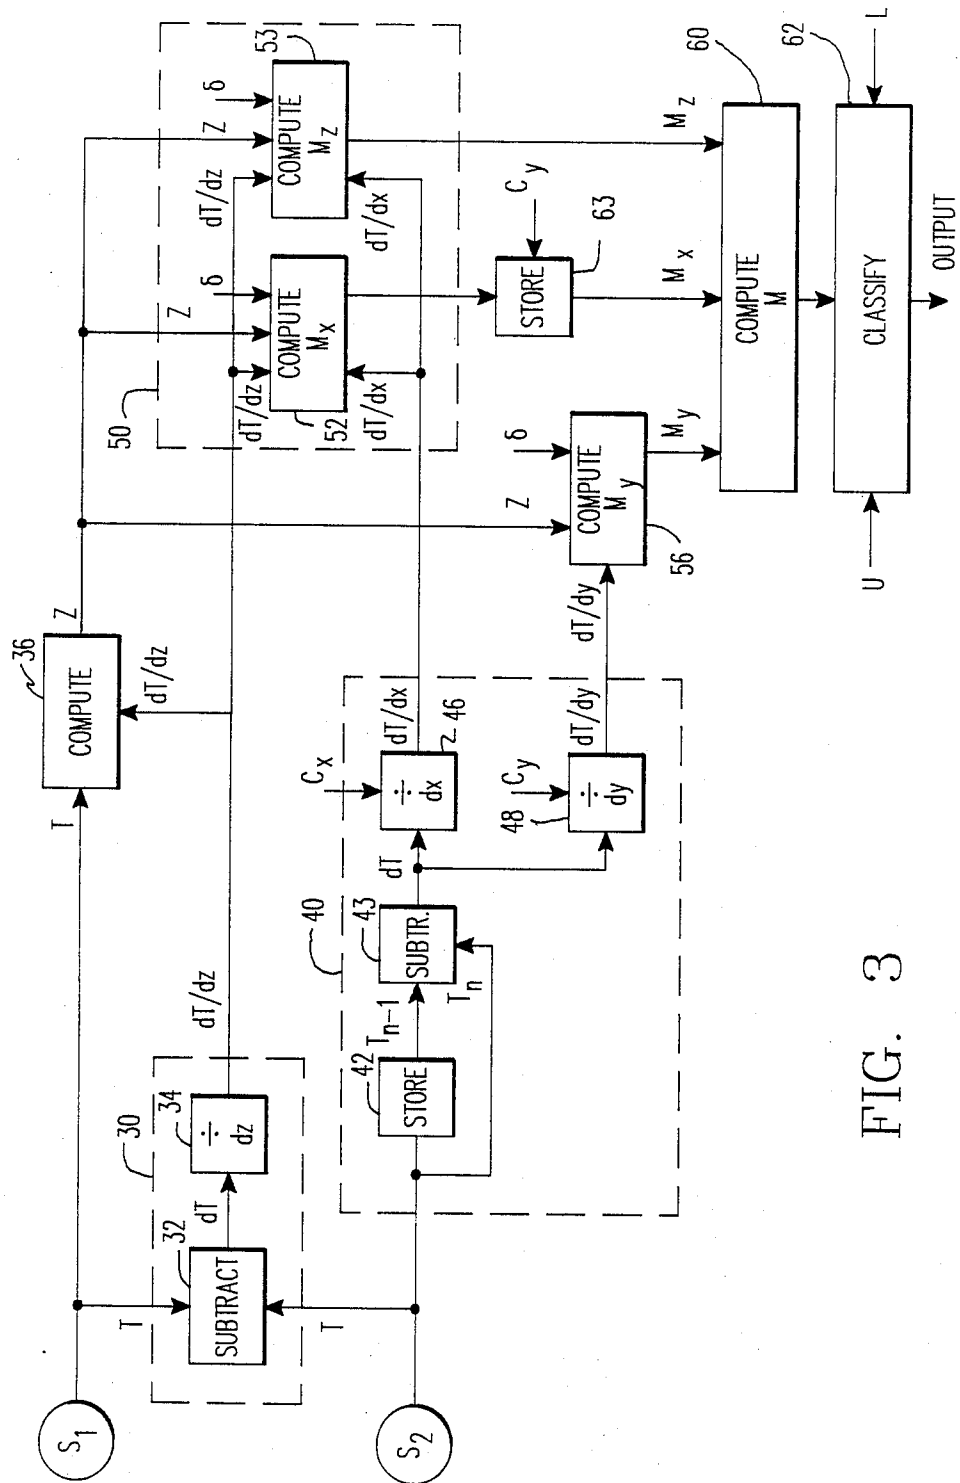 S1
T
T
SUBTRACT
32
dT
30
34
÷
dz
dT/dz
T
COMPUTE
36
dT/dz
Z
S2
T
42
STORE
Tn-1
Tn
40
43
SUBTR.
dT
Cx
÷
dx
46
dT/dx
Cy
÷
dy
48
dT/dy
dT/dy
50
Z
δ
dT/dz
COMPUTE
Mx
52
dT/dx
Z
δ
dT/dz
COMPUTE
Mz
53
dT/dx
Z
δ
COMPUTE
My
56
My
STORE
Cy
63
Mx
Mz
COMPUTE
M
60
U
CLASSIFY
62
L
OUTPUT
FIG. 3